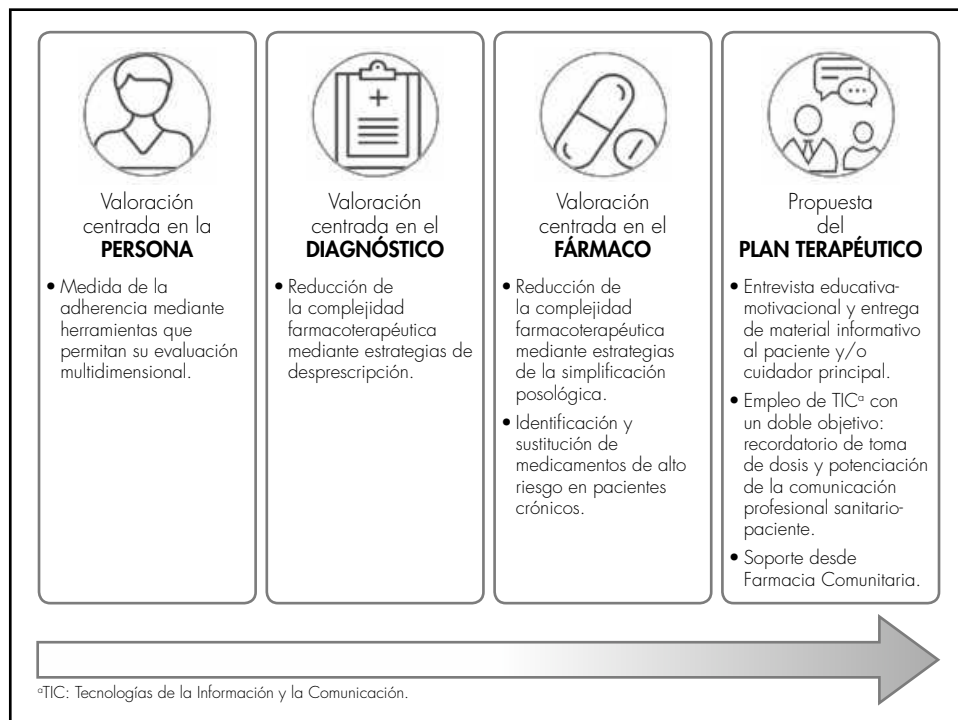 Valoración
centrada en la
PERSONA
• Medida de la
adherencia mediante
herramientas que
permitan su evaluación
multidimensional.
Valoración
centrada en el
DIAGNÓSTICO
• Reducción de
la complejidad
farmacoterapéutica
mediante estrategias de
desprescripción.
Valoración
centrada en el
FÁRMACO
• Reducción de
la complejidad
farmacoterapéutica
mediante estrategias
de la simplificación
posológica.
• Identificación y
sustitución de
medicamentos de alto
riesgo en pacientes
crónicos.
Propuesta
del
PLAN TERAPÉUTICO
• Entrevista educativa-
motivacional y entrega
de material informativo
al paciente y/o
cuidador principal.
• Empleo de TICᵃ con
un doble objetivo:
recordatorio de toma
de dosis y potenciación
de la comunicación
profesional sanitario-
paciente.
• Soporte desde
Farmacia Comunitaria.
ᵃTIC: Tecnologías de la Información y la Comunicación.